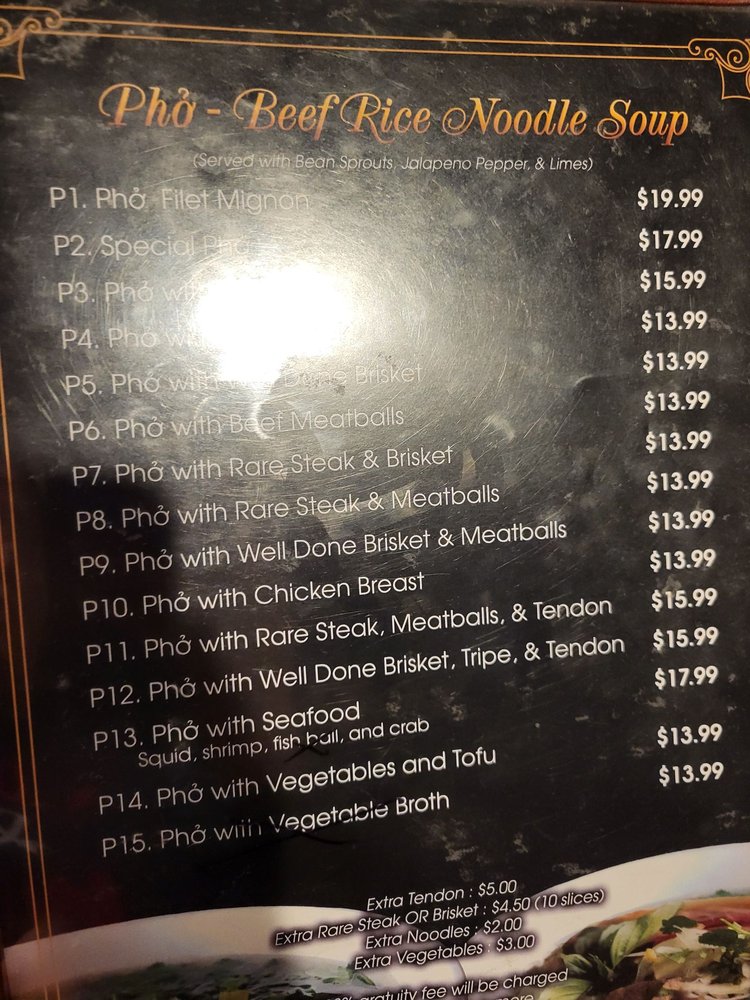 Phở - Beef Rice Noodle Soup
(Served with Bean Sprouts, Jalapeno Pepper, & Limes)
P1. Phở Filet Mignon $19.99
P2. Special Phở $17.99
P3. Phở with $15.99
P4. Phở $13.99
P5. Phở with Well Done Brisket $13.99
P6. Phở with Beef Meatballs $13.99
P7. Phở with Rare Steak & Brisket $13.99
P8. Phở with Rare Steak & Meatballs $13.99
P9. Phở with Well Done Brisket & Meatballs $13.99
P10. Phở with Chicken Breast $13.99
P11. Phở with Rare Steak, Meatballs, & Tendon $15.99
P12. Phở with Well Done Brisket, Tripe, & Tendon $15.99
P13. Phở with Seafood $17.99
Squid, shrimp, fish ball, and crab
P14. Phở with Vegetables and Tofu $13.99
P15. Phở with Vegetable Broth $13.99
Extra Tendon : $5.00
Extra Rare Steak OR Brisket : $4.50 (10 slices)
Extra Noodles : $2.00
Extra Vegetables : $3.00
gratuity fee will be charged
more